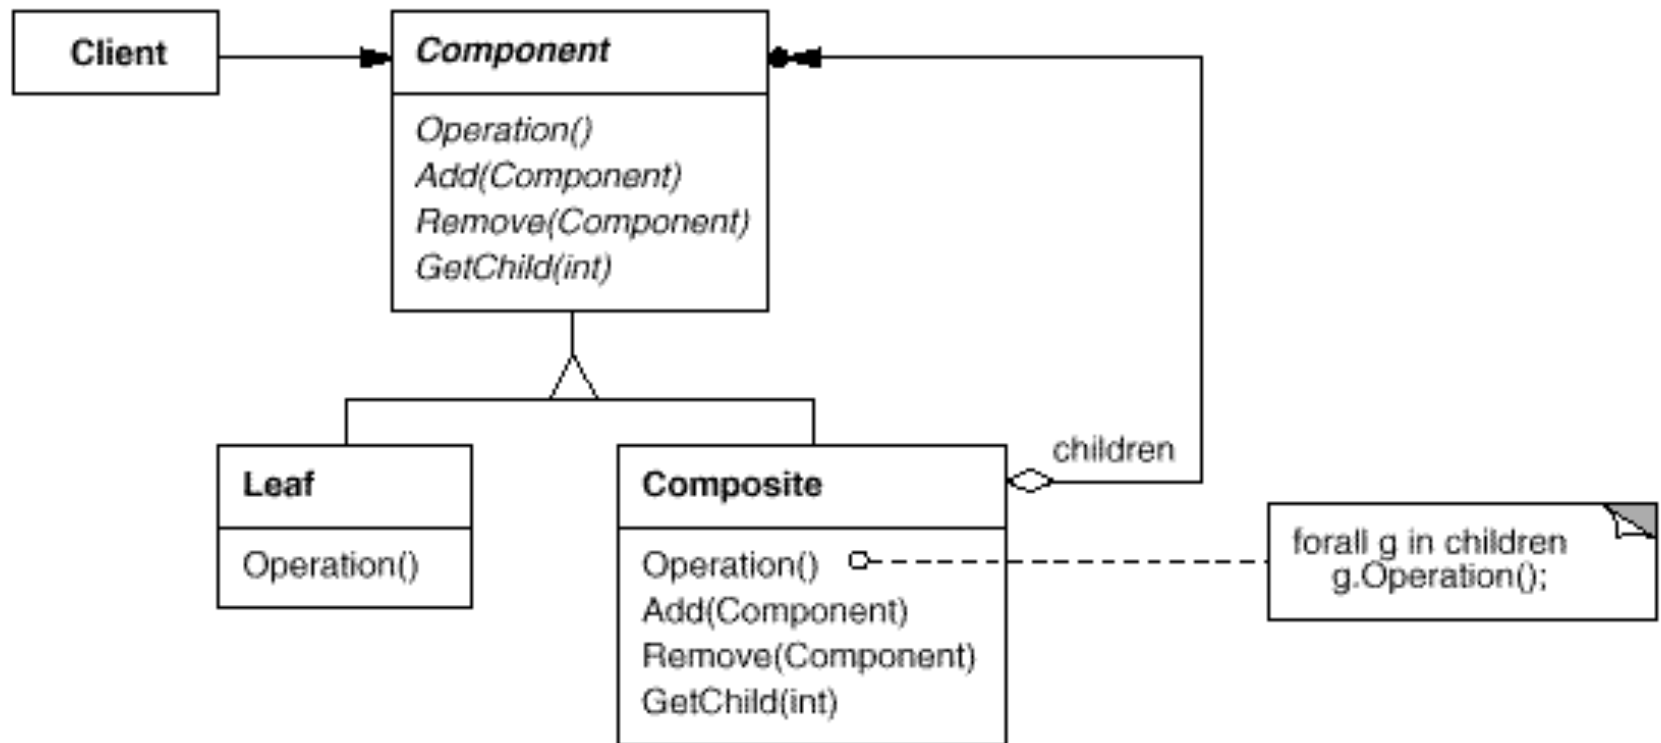 Client
Component
Operation()
Add(Component)
Remove(Component)
GetChild(int)
children
Leaf
Operation()
Composite
Operation()
Add(Component)
Remove(Component)
GetChild(int)
forall g in children
g.Operation();